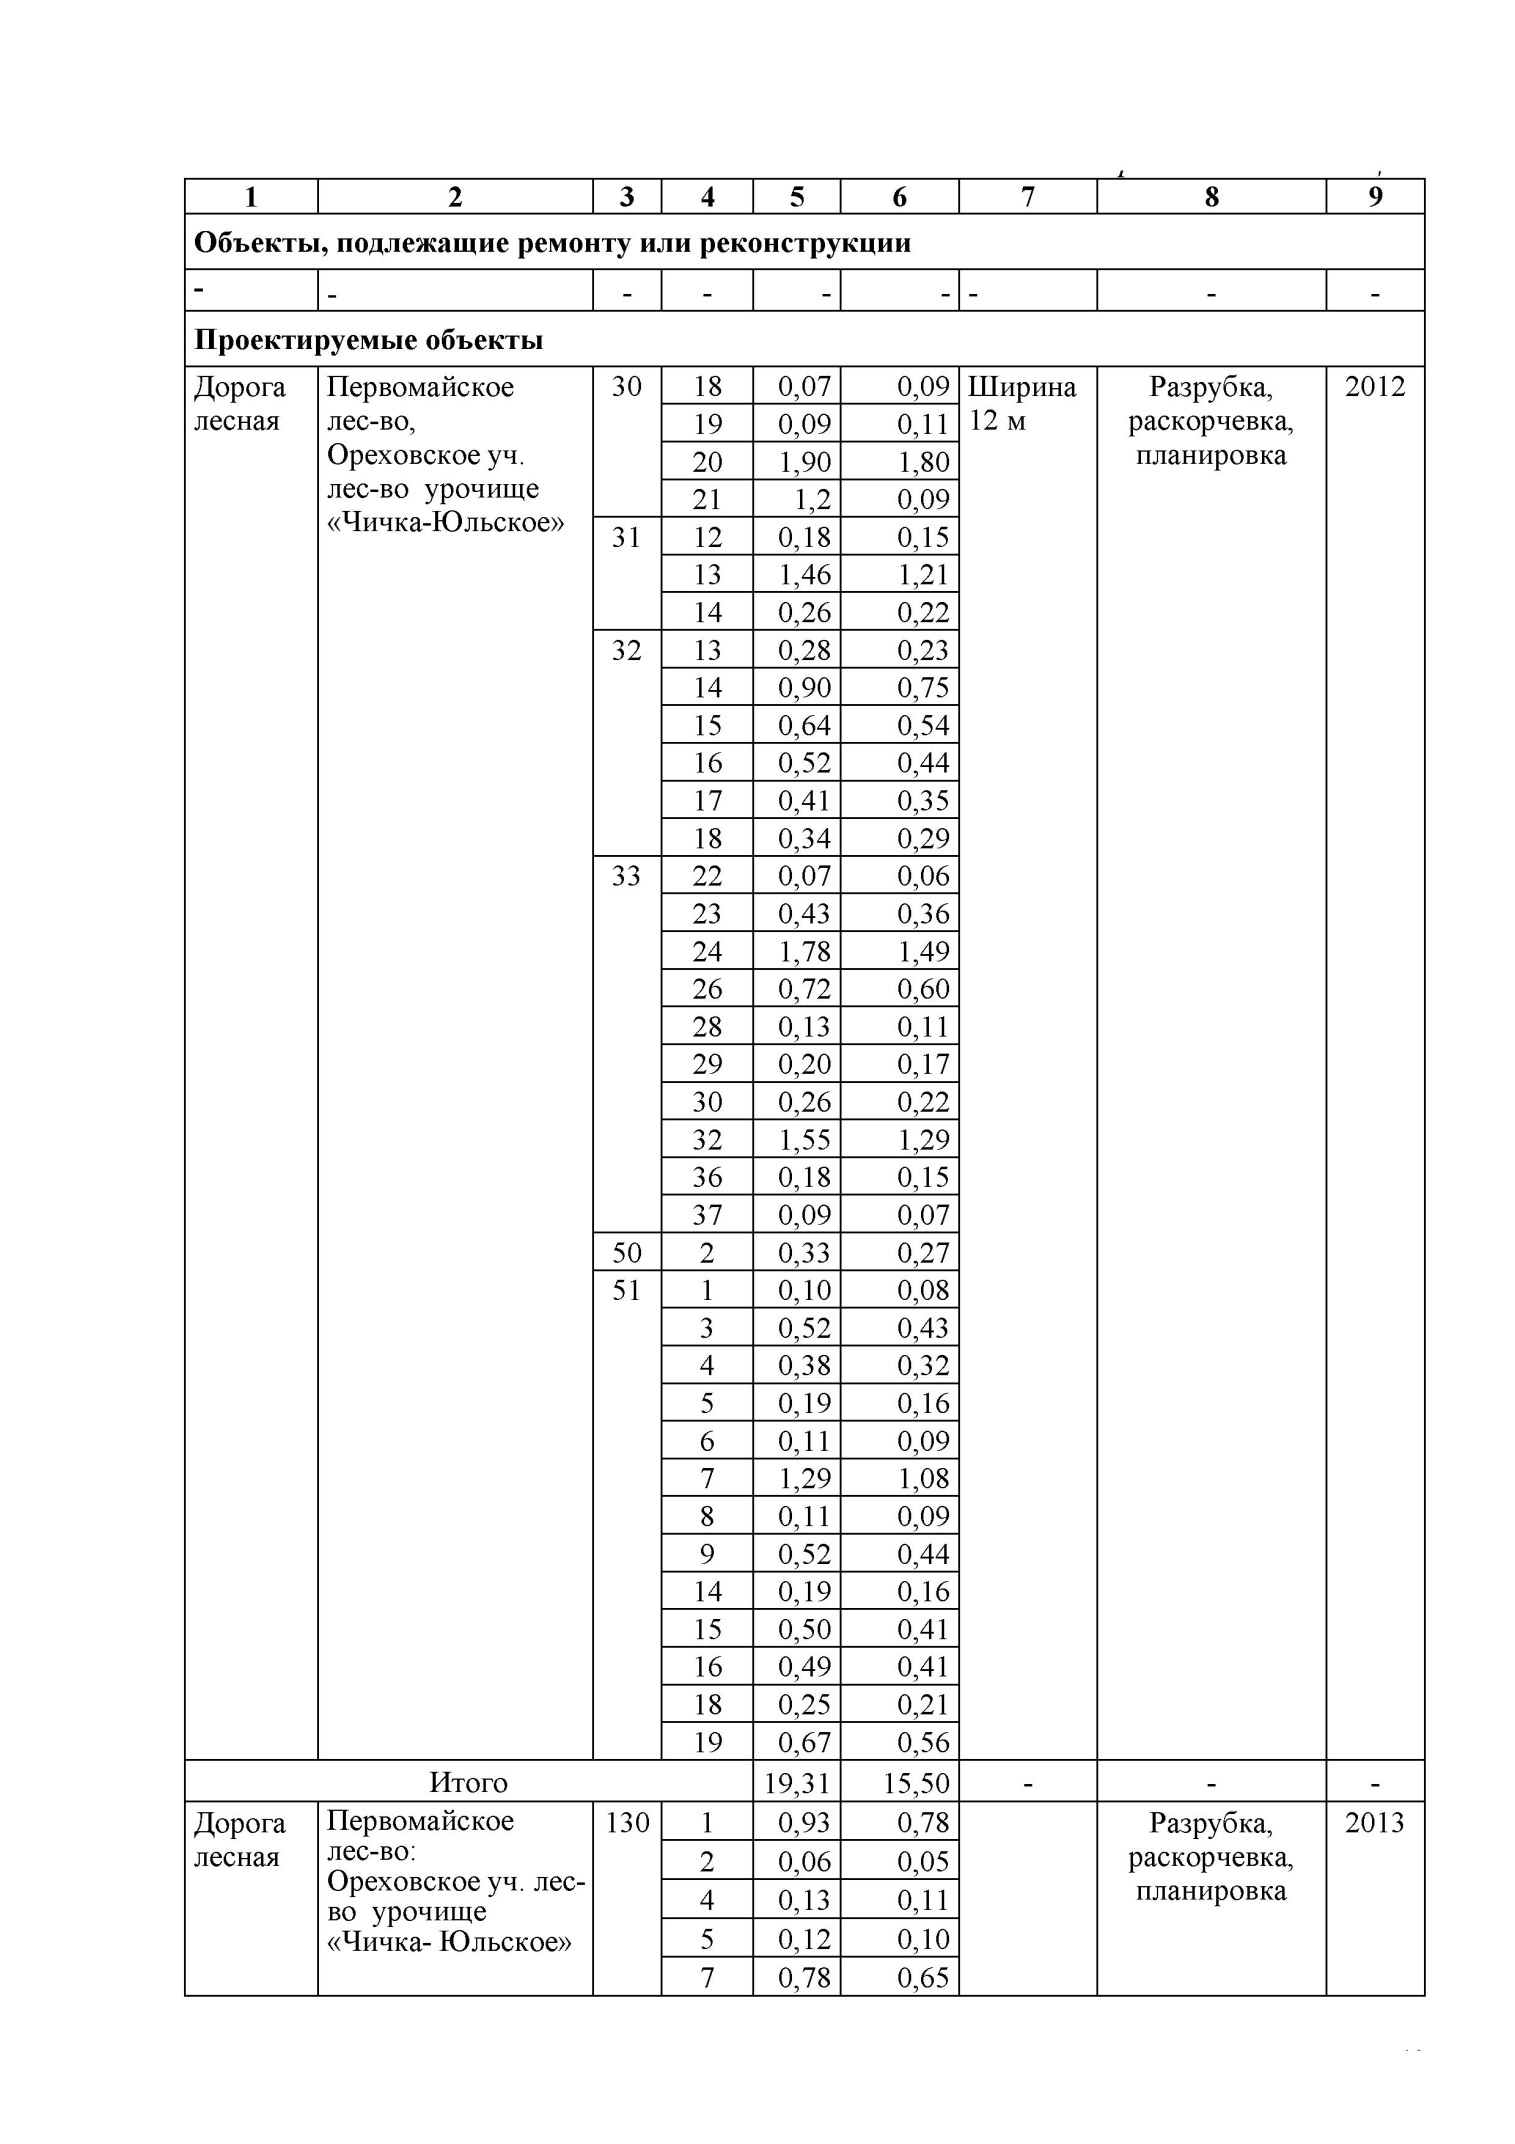 1 2 3 4 5 6 7 8 9
Объекты, подлежащие ремонту или реконструкции
- - - - - - - - -
Проектируемые объекты
Дорога лесная Первомайское лес-во, Ореховское уч. лес-во урочище «Чичка-Юльское» 30 18 0,07 0,09 Ширина 12 м Разрубка, раскорчевка, планировка 2012
19 0,09 0,11
20 1,90 1,80
21 1,2 0,09
31 12 0,18 0,15
13 1,46 1,21
14 0,26 0,22
32 13 0,28 0,23
14 0,90 0,75
15 0,64 0,54
16 0,52 0,44
17 0,41 0,35
18 0,34 0,29
33 22 0,07 0,06
23 0,43 0,36
24 1,78 1,49
26 0,72 0,60
28 0,13 0,11
29 0,20 0,17
30 0,26 0,22
32 1,55 1,29
36 0,18 0,15
37 0,09 0,07
50 2 0,33 0,27
51 1 0,10 0,08
3 0,52 0,43
4 0,38 0,32
5 0,19 0,16
6 0,11 0,09
7 1,29 1,08
8 0,11 0,09
9 0,52 0,44
14 0,19 0,16
15 0,50 0,41
16 0,49 0,41
18 0,25 0,21
19 0,67 0,56
Итого 19,31 15,50 - - -
Дорога лесная Первомайское лес-во: Ореховское уч. лес-во урочище «Чичка- Юльское» 130 1 0,93 0,78 Разрубка, раскорчевка, планировка 2013
2 0,06 0,05
4 0,13 0,11
5 0,12 0,10
7 0,78 0,65